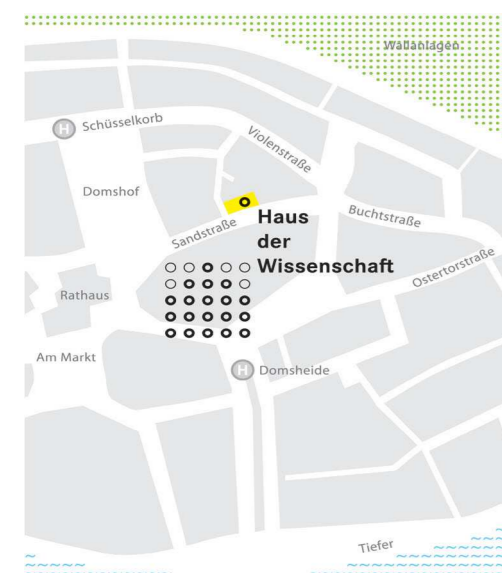 Wallanlagen
H Schüsselkorb
Violenstraße
Domshof
Buchtstraße
Haus
der
Wissenschaft
Sandstraße
Ostertorstraße
Rathaus
Am Markt
H Domsheide
Tiefer